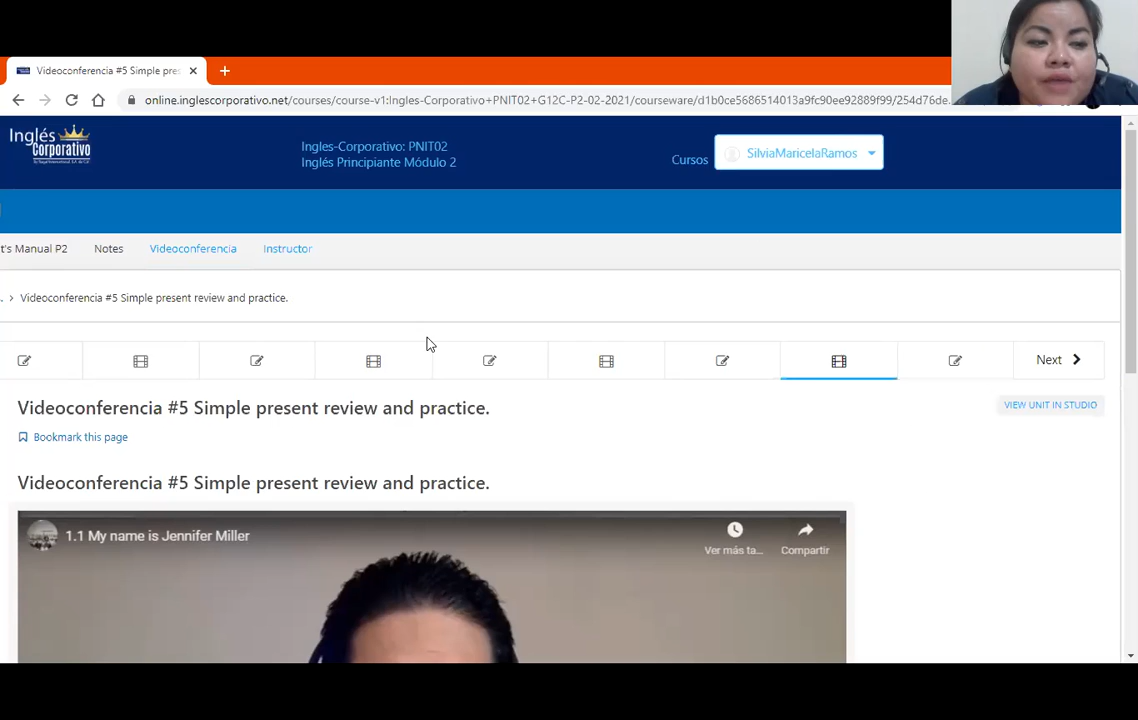 Videoconferencia #5 Simple pres
online.inglescorporativo.net/courses/course-v1:Ingles-Corporativo+PNIT02+G12C-P2-02-2021/courseware/d1b0ce5686514013a9fc90ee92889f99/254d76de...
Inglés
Corporativo
Ingles-Corporativo: PNIT02
Inglés Principiante Módulo 2
Cursos
SilviaMaricelaRamos
t's Manual P2 Notes Videoconferencia Instructor
. > Videoconferencia #5 Simple present review and practice.
Next
Videoconferencia #5 Simple present review and practice.
VIEW UNIT IN STUDIO
Bookmark this page
Videoconferencia #5 Simple present review and practice.
1.1 My name is Jennifer Miller
Ver más ta... Compartir